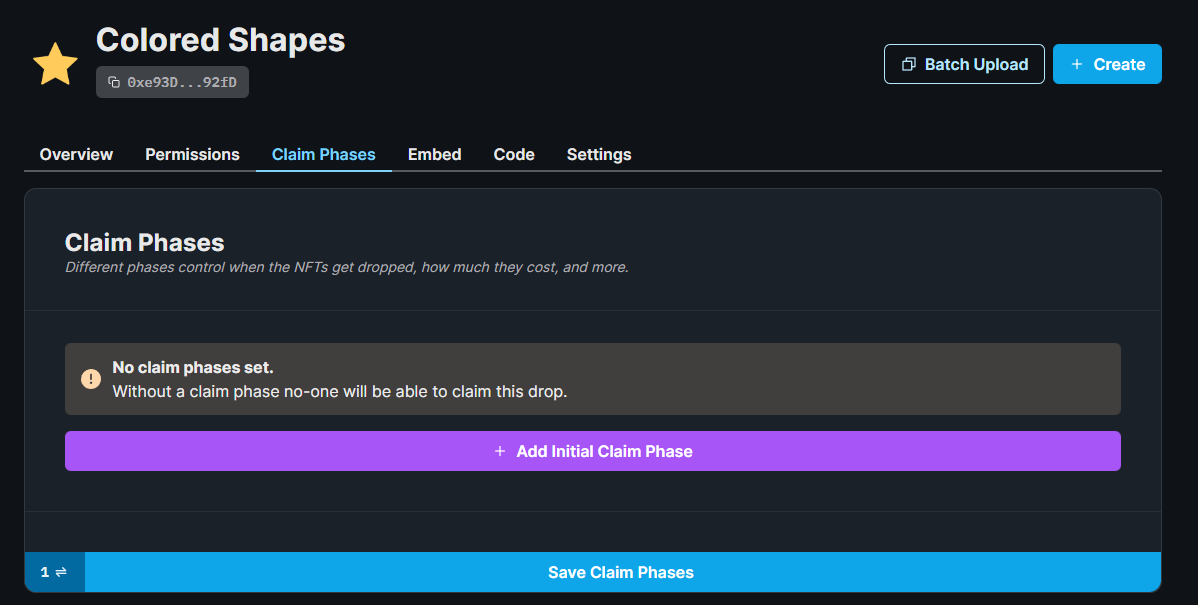 Colored Shapes
0xe93D...92fD
Batch Upload
+ Create
Overview Permissions Claim Phases Embed Code Settings
Claim Phases
Different phases control when the NFTs get dropped, how much they cost, and more.
No claim phases set.
Without a claim phase no-one will be able to claim this drop.
+ Add Initial Claim Phase
1 ⇌ Save Claim Phases